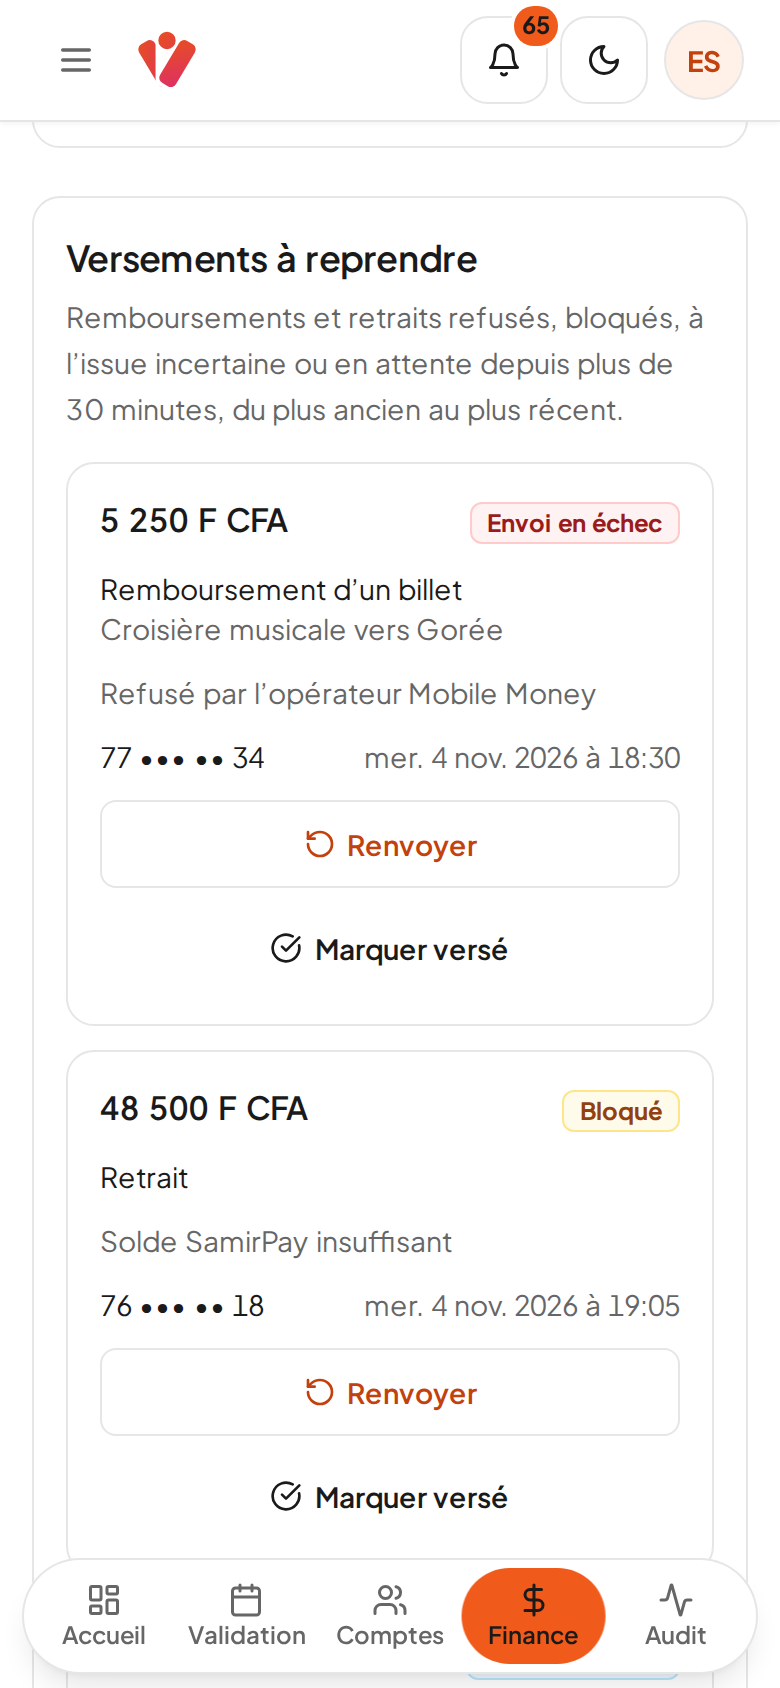 65
ES
Versements à reprendre
Remboursements et retraits refusés, bloqués, à
l’issue incertaine ou en attente depuis plus de
30 minutes, du plus ancien au plus récent.
5 250 F CFA
Envoi en échec
Remboursement d’un billet
Croisière musicale vers Gorée
Refusé par l’opérateur Mobile Money
77 ••• •• 34
mer. 4 nov. 2026 à 18:30
Renvoyer
Marquer versé
48 500 F CFA
Bloqué
Retrait
Solde SamirPay insuffisant
76 ••• •• 18
mer. 4 nov. 2026 à 19:05
Renvoyer
Marquer versé
Accueil
Validation
Comptes
Finance
Audit